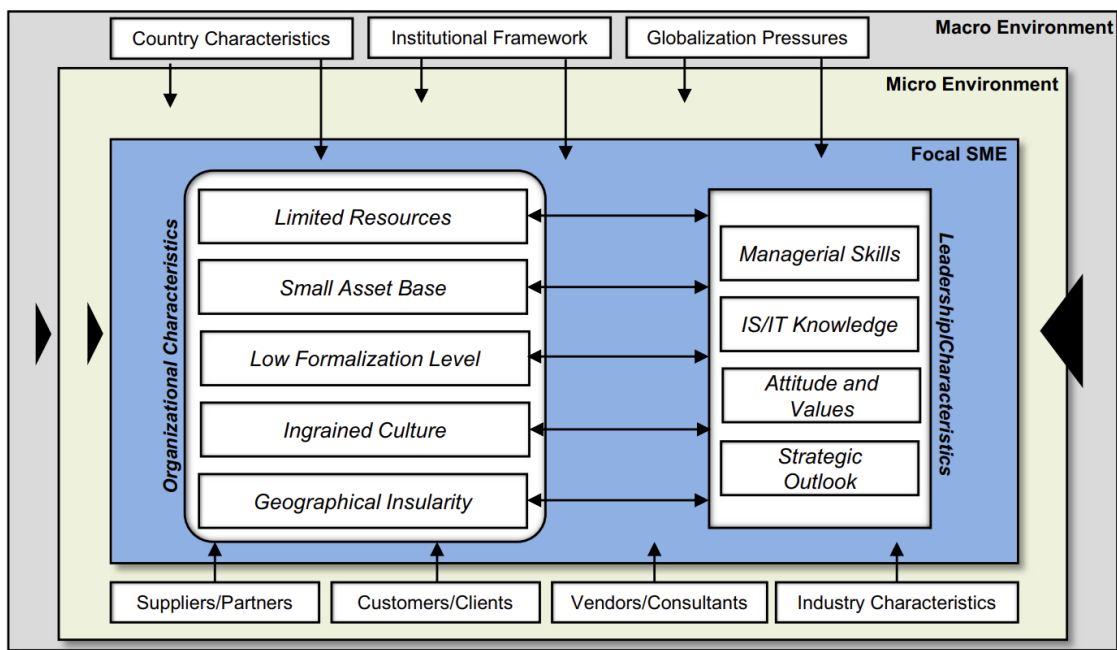 Macro Environment
Country Characteristics
Institutional Framework
Globalization Pressures
Micro Environment
Focal SME
Organizational Characteristics
Limited Resources
Small Asset Base
Low Formalization Level
Ingrained Culture
Geographical Insularity
Managerial Skills
IS/IT Knowledge
Attitude and
Values
Strategic
Outlook
Leadership|Characteristics
Suppliers/Partners
Customers/Clients
Vendors/Consultants
Industry Characteristics